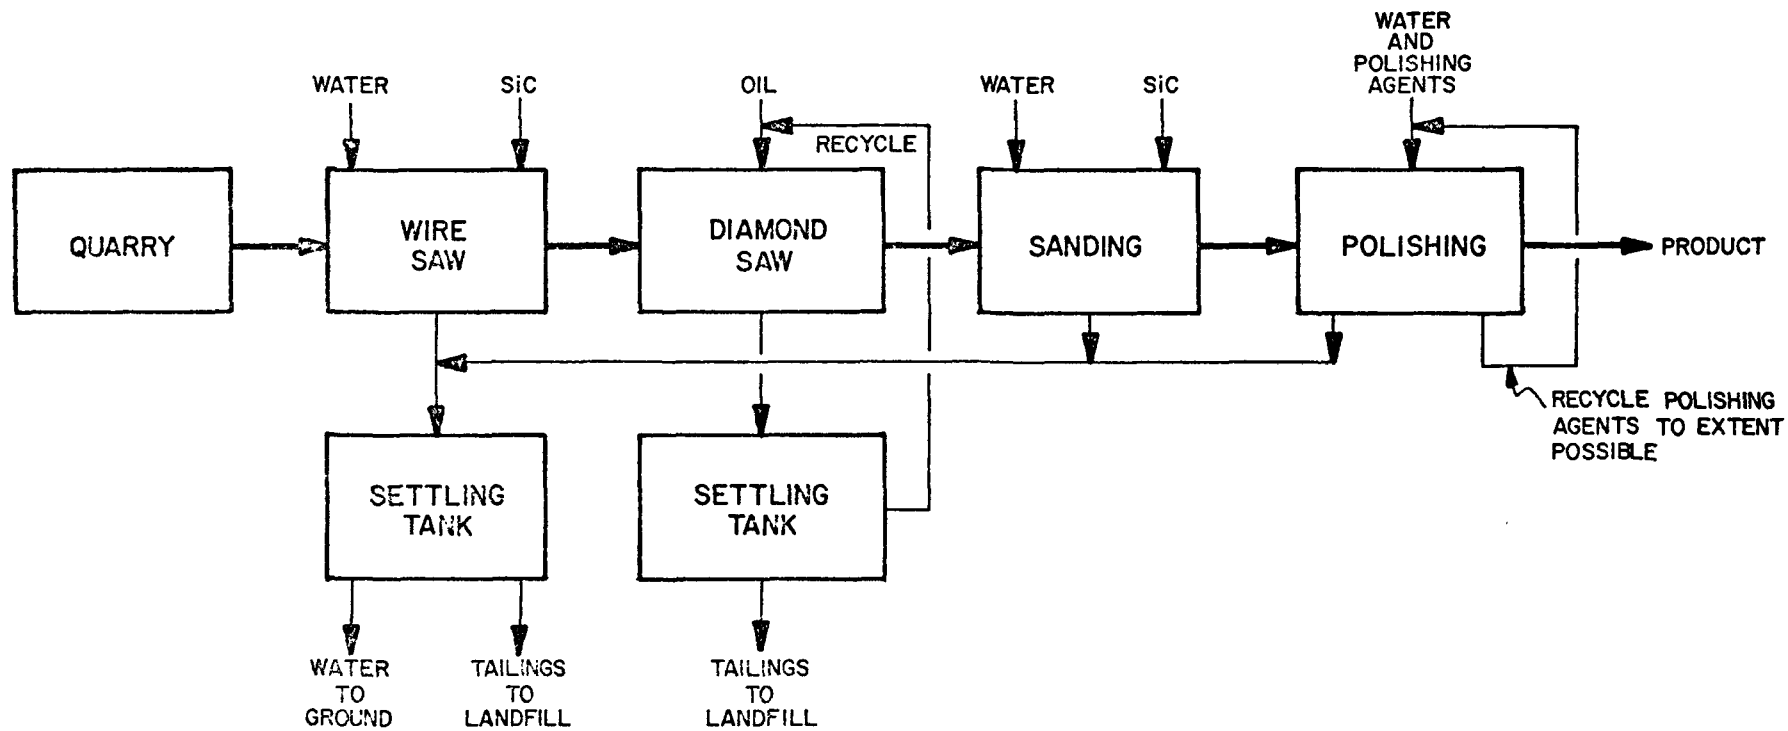 WATER
AND
POLISHING
AGENTS
WATER
SiC
OIL
WATER
SiC
RECYCLE
QUARRY
WIRE
SAW
DIAMOND
SAW
SANDING
POLISHING
PRODUCT
RECYCLE POLISHING
AGENTS TO EXTENT
POSSIBLE
SETTLING
TANK
SETTLING
TANK
WATER
TO
GROUND
TAILINGS
TO
LANDFILL
TAILINGS
TO
LANDFILL